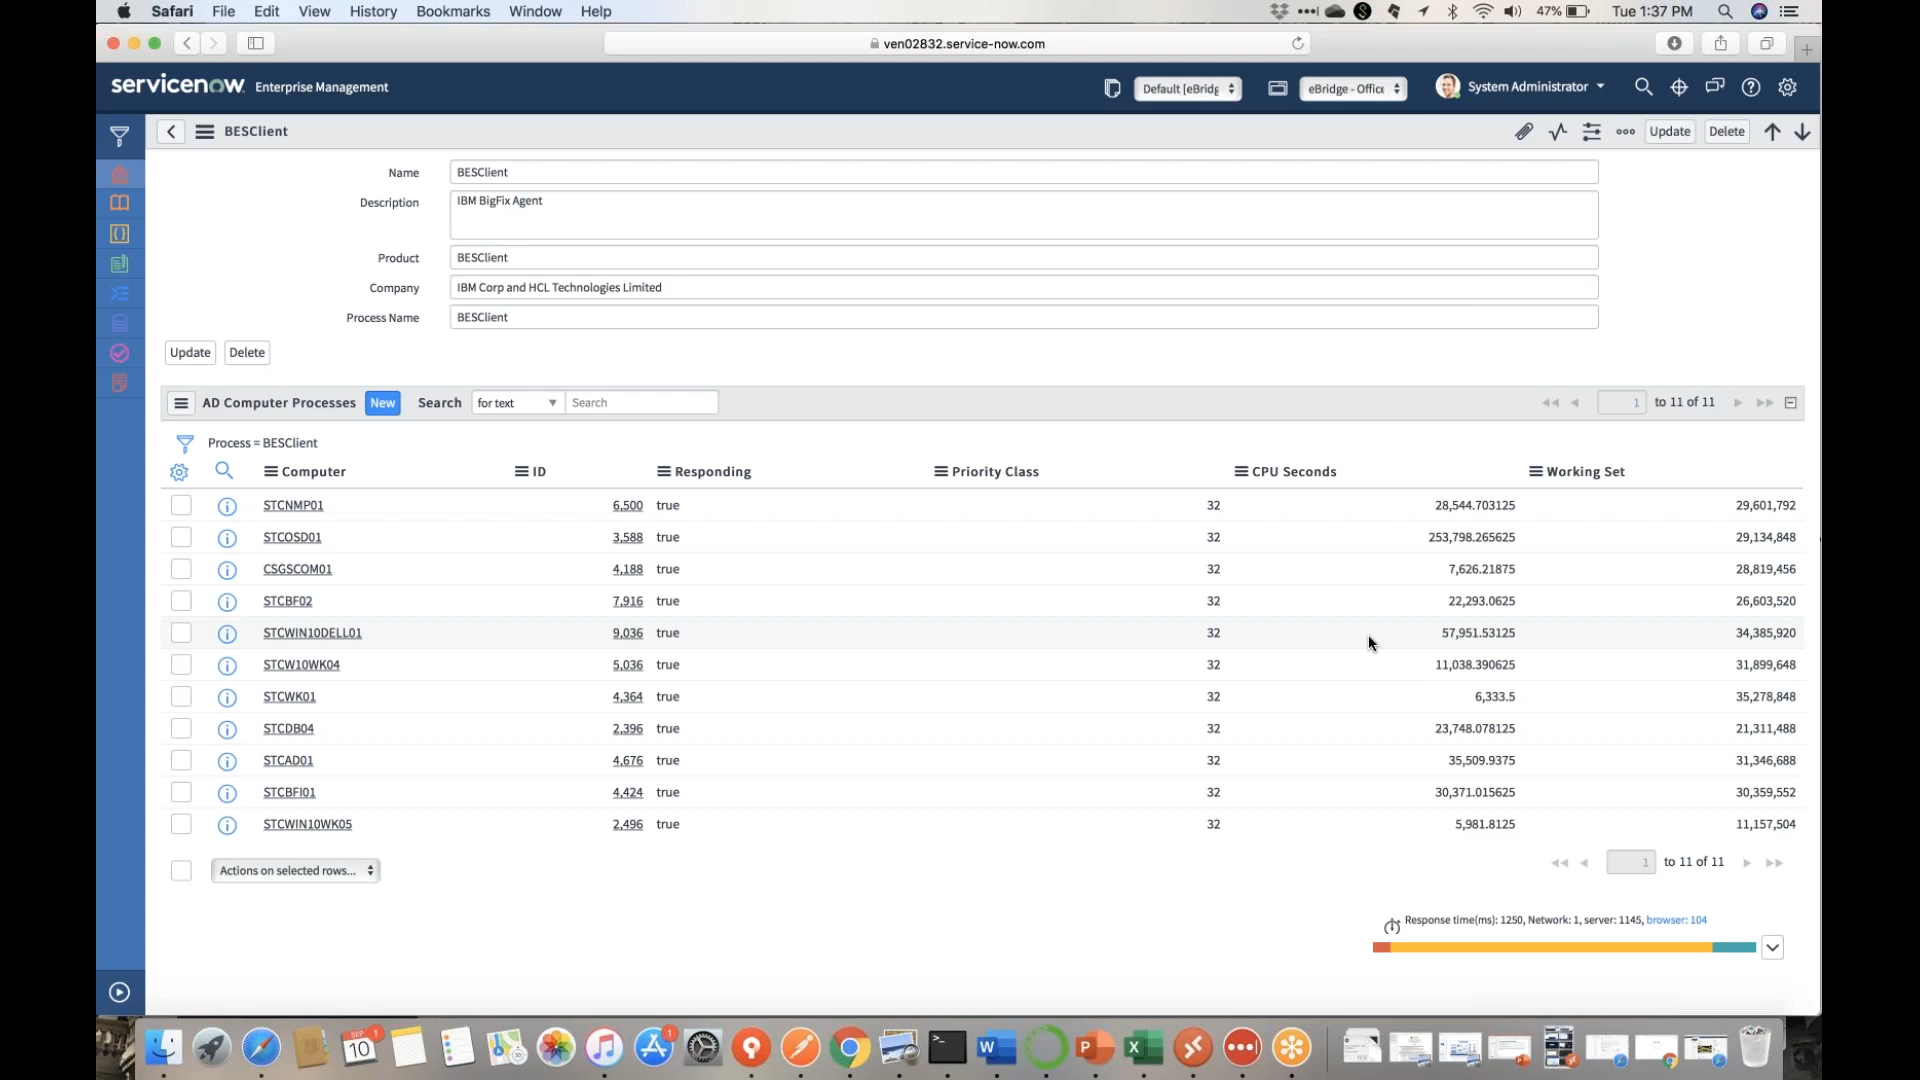 Safari File Edit View History Bookmarks Window Help 47% Tue 1:37 PM
ven02832.service-now.com
servicenow Enterprise Management Default [eBridg eBridge - Office System Administrator
BESClient Update Delete
Name BESClient
Description IBM BigFix Agent
Product BESClient
Company IBM Corp and HCL Technologies Limited
Process Name BESClient
Update Delete
AD Computer Processes New Search for text Search 1 to 11 of 11
Process = BESClient
Computer ID Responding Priority Class CPU Seconds Working Set
STCNMP01 6,500 true 32 28,544.703125 29,601,792
STCOSD01 3,588 true 32 253,798.265625 29,134,848
CSGSCOM01 4,188 true 32 7,626.21875 28,819,456
STCBF02 7,916 true 32 22,293.0625 26,603,520
STCWIN10DELL01 9,036 true 32 57,951.53125 34,385,920
STCW10WK04 5,036 true 32 11,038.390625 31,899,648
STCWK01 4,364 true 32 6,333.5 35,278,848
STCDB04 2,396 true 32 23,748.078125 21,311,488
STCAD01 4,676 true 32 35,509.9375 31,346,688
STCBFI01 4,424 true 32 30,371.015625 30,359,552
STCWIN10WK05 2,496 true 32 5,981.8125 11,157,504
Actions on selected rows... 1 to 11 of 11
Response time(ms): 1250, Network: 1, server: 1145, browser: 104
SEP 10 1 1 W P X